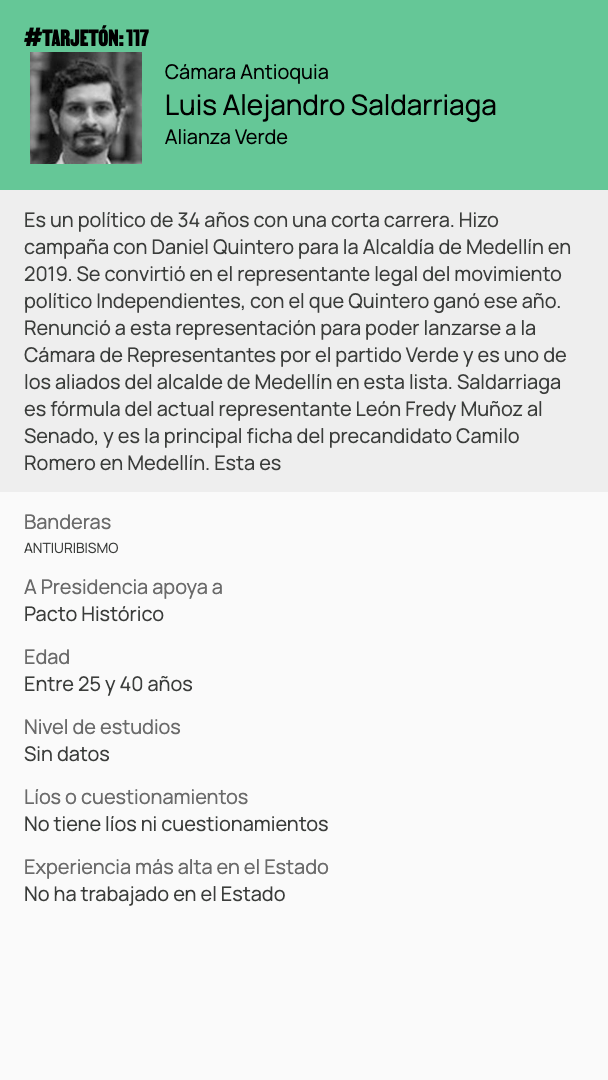 #TARJETÓN: 117
Cámara Antioquia
Luis Alejandro Saldarriaga
Alianza Verde
Es un político de 34 años con una corta carrera. Hizo
campaña con Daniel Quintero para la Alcaldía de Medellín en
2019. Se convirtió en el representante legal del movimiento
político Independientes, con el que Quintero ganó ese año.
Renunció a esta representación para poder lanzarse a la
Cámara de Representantes por el partido Verde y es uno de
los aliados del alcalde de Medellín en esta lista. Saldarriaga
es fórmula del actual representante León Fredy Muñoz al
Senado, y es la principal ficha del precandidato Camilo
Romero en Medellín. Esta es
Banderas
ANTIURIBISMO
A Presidencia apoya a
Pacto Histórico
Edad
Entre 25 y 40 años
Nivel de estudios
Sin datos
Líos o cuestionamientos
No tiene líos ni cuestionamientos
Experiencia más alta en el Estado
No ha trabajado en el Estado